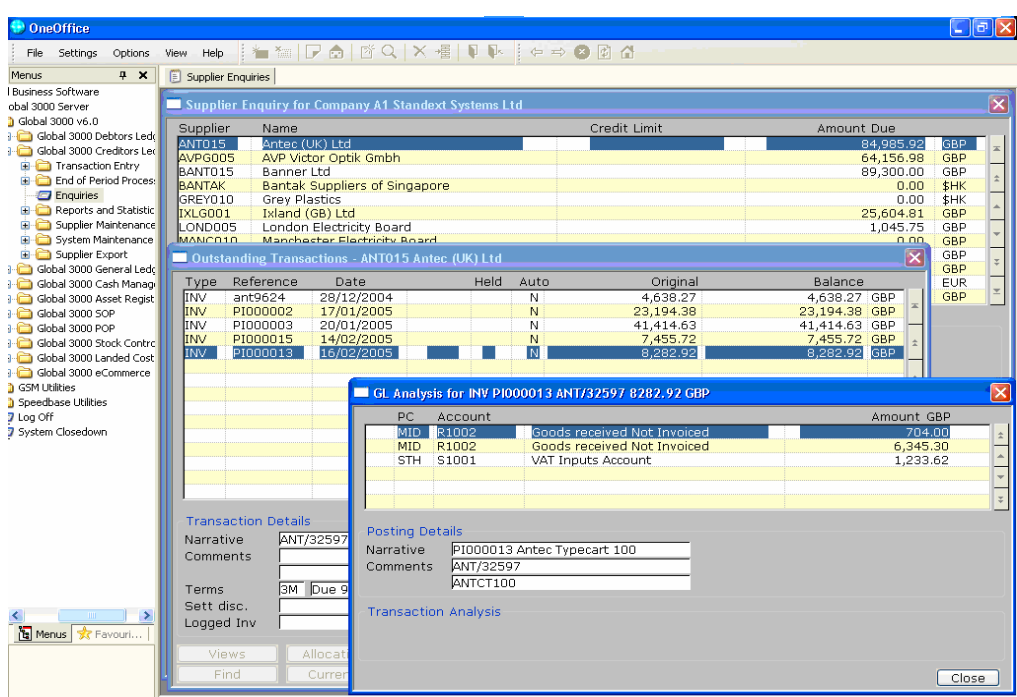 OneOffice
File Settings Options View Help
Menus
Supplier Enquiries
l Business Software
obal 3000 Server
Global 3000 v6.0
Global 3000 Debtors Ledg
Global 3000 Creditors Led
Transaction Entry
End of Period Process
Enquiries
Reports and Statistic
Supplier Maintenance
System Maintenance
Supplier Export
Global 3000 General Ledg
Global 3000 Cash Manag
Global 3000 Asset Regist
Global 3000 SOP
Global 3000 POP
Global 3000 Stock Contro
Global 3000 Landed Cost
Global 3000 eCommerce
GSM Utilities
Speedbase Utilities
Log Off
System Closedown
Menus Favouri...
Supplier Enquiry for Company A1 Standext Systems Ltd
Supplier Name Credit Limit Amount Due
ANT015 Antec (UK) Ltd 84,985.92 GBP
AVPG005 AVP Victor Optik Gmbh 64,156.98 GBP
BANT015 Banner Ltd 89,300.00 GBP
BANTAK Bantak Suppliers of Singapore 0.00 $HK
GREY010 Grey Plastics 0.00 $HK
IXLG001 Ixland (GB) Ltd 25,604.81 GBP
LOND005 London Electricity Board 1,045.75 GBP
MANC010 Manchester Electricity Board 0.00 GBP
GBP
GBP
EUR
GBP
Outstanding Transactions - ANT015 Antec (UK) Ltd
Type Reference Date Held Auto Original Balance
INV ant9624 28/12/2004 N 4,638.27 4,638.27 GBP
INV PI000002 17/01/2005 N 23,194.38 23,194.38 GBP
INV PI000003 20/01/2005 N 41,414.63 41,414.63 GBP
INV PI000015 14/02/2005 N 7,455.72 7,455.72 GBP
INV PI000013 16/02/2005 N 8,282.92 8,282.92 GBP
Transaction Details
Narrative ANT/32597
Comments
Terms 3M Due 9
Sett disc.
Logged Inv
Views Allocati
Find Curren
GL Analysis for INV PI000013 ANT/32597 8282.92 GBP
PC Account Amount GBP
MID R1002 Goods received Not Invoiced 704.00
MID R1002 Goods received Not Invoiced 6,345.30
STH S1001 VAT Inputs Account 1,233.62
Posting Details
Narrative PI000013 Antec Typecart 100
Comments ANT/32597
ANTCT100
Transaction Analysis
Close